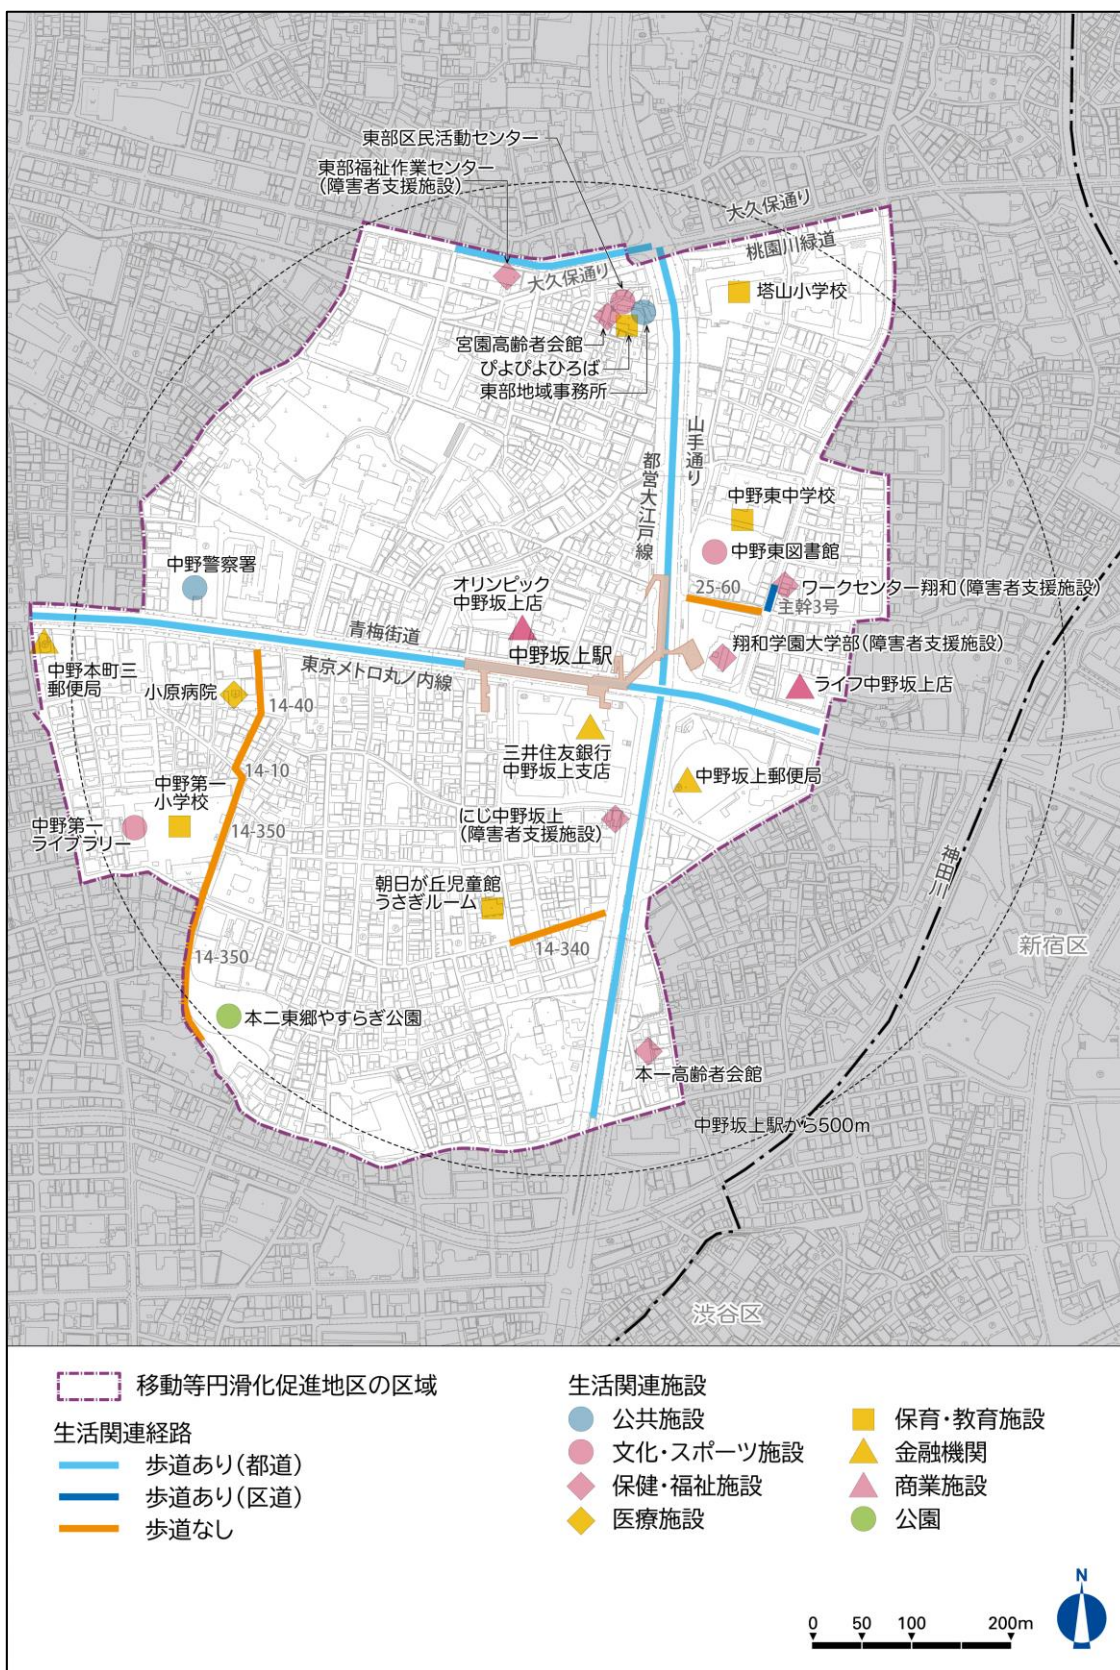 東部区民活動センター
東部福祉作業センター
(障害者支援施設)
大久保通り
桃園川緑道
大久保通り
塔山小学校
宮園高齢者会館
ぴよぴよひろば
東部地域事務所
山手通り
都営大江戸線
中野東中学校
中野警察署
中野東図書館
オリンピック
中野坂上店
25-60
ワークセンター翔和(障害者支援施設)
主幹3号
青梅街道
中野坂上駅
翔和学園大学部(障害者支援施設)
東京メトロ丸ノ内線
中野本町三
郵便局
小原病院
ライフ中野坂上店
14-40
三井住友銀行
中野坂上支店
14-10
中野坂上郵便局
中野第一
小学校
にじ中野坂上
(障害者支援施設)
中野第一
ライブラリー
14-350
神田川
朝日が丘児童館
うさぎルーム
14-340
新宿区
14-350
本二東郷やすらぎ公園
本一高齢者会館
中野坂上駅から500m
渋谷区
移動等円滑化促進地区の区域
生活関連経路
歩道あり(都道)
歩道あり(区道)
歩道なし
生活関連施設
公共施設
文化・スポーツ施設
保健・福祉施設
医療施設
保育・教育施設
金融機関
商業施設
公園
N
0 50 100 200m